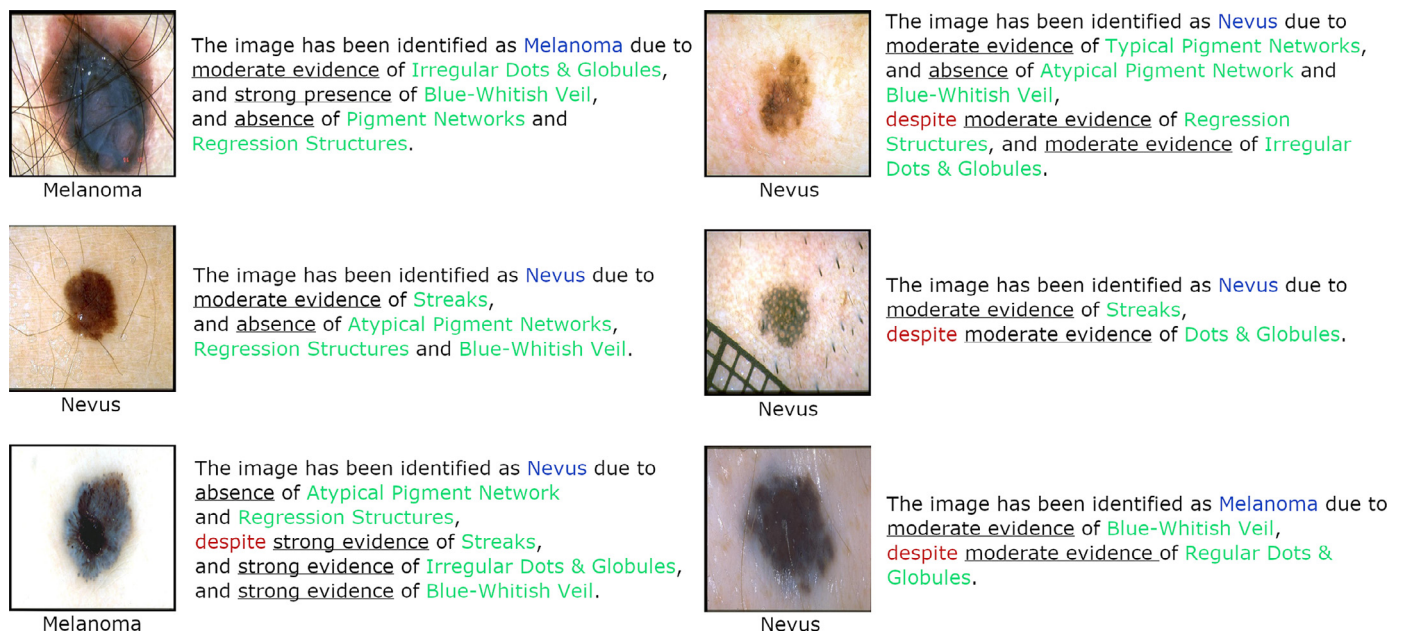 The image has been identified as Melanoma due to
moderate evidence of Irregular Dots & Globules,
and strong presence of Blue-Whitish Veil,
and absence of Pigment Networks and
Regression Structures.
Melanoma
The image has been identified as Nevus due to
moderate evidence of Typical Pigment Networks,
and absence of Atypical Pigment Network and
Blue-Whitish Veil,
despite moderate evidence of Regression
Structures, and moderate evidence of Irregular
Dots & Globules.
Nevus
The image has been identified as Nevus due to
moderate evidence of Streaks,
and absence of Atypical Pigment Networks,
Regression Structures and Blue-Whitish Veil.
Nevus
The image has been identified as Nevus due to
moderate evidence of Streaks,
despite moderate evidence of Dots & Globules.
Nevus
The image has been identified as Nevus due to
absence of Atypical Pigment Network
and Regression Structures,
despite strong evidence of Streaks,
and strong evidence of Irregular Dots & Globules,
and strong evidence of Blue-Whitish Veil.
Melanoma
The image has been identified as Melanoma due to
moderate evidence of Blue-Whitish Veil,
despite moderate evidence of Regular Dots &
Globules.
Nevus